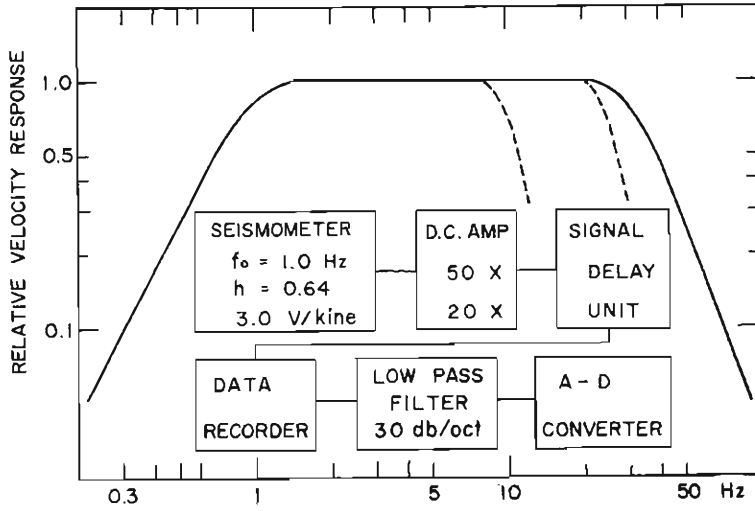 RELATIVE VELOCITY RESPONSE
1.0
0.5
0.1
SEISMOMETER
fo = 1.0 Hz
h = 0.64
3.0 V/kine
D.C. AMP
50 X
20 X
SIGNAL
DELAY
UNIT
DATA
RECORDER
LOW PASS
FILTER
30 db/oct
A-D
CONVERTER
0.3 1 5 10 50 Hz